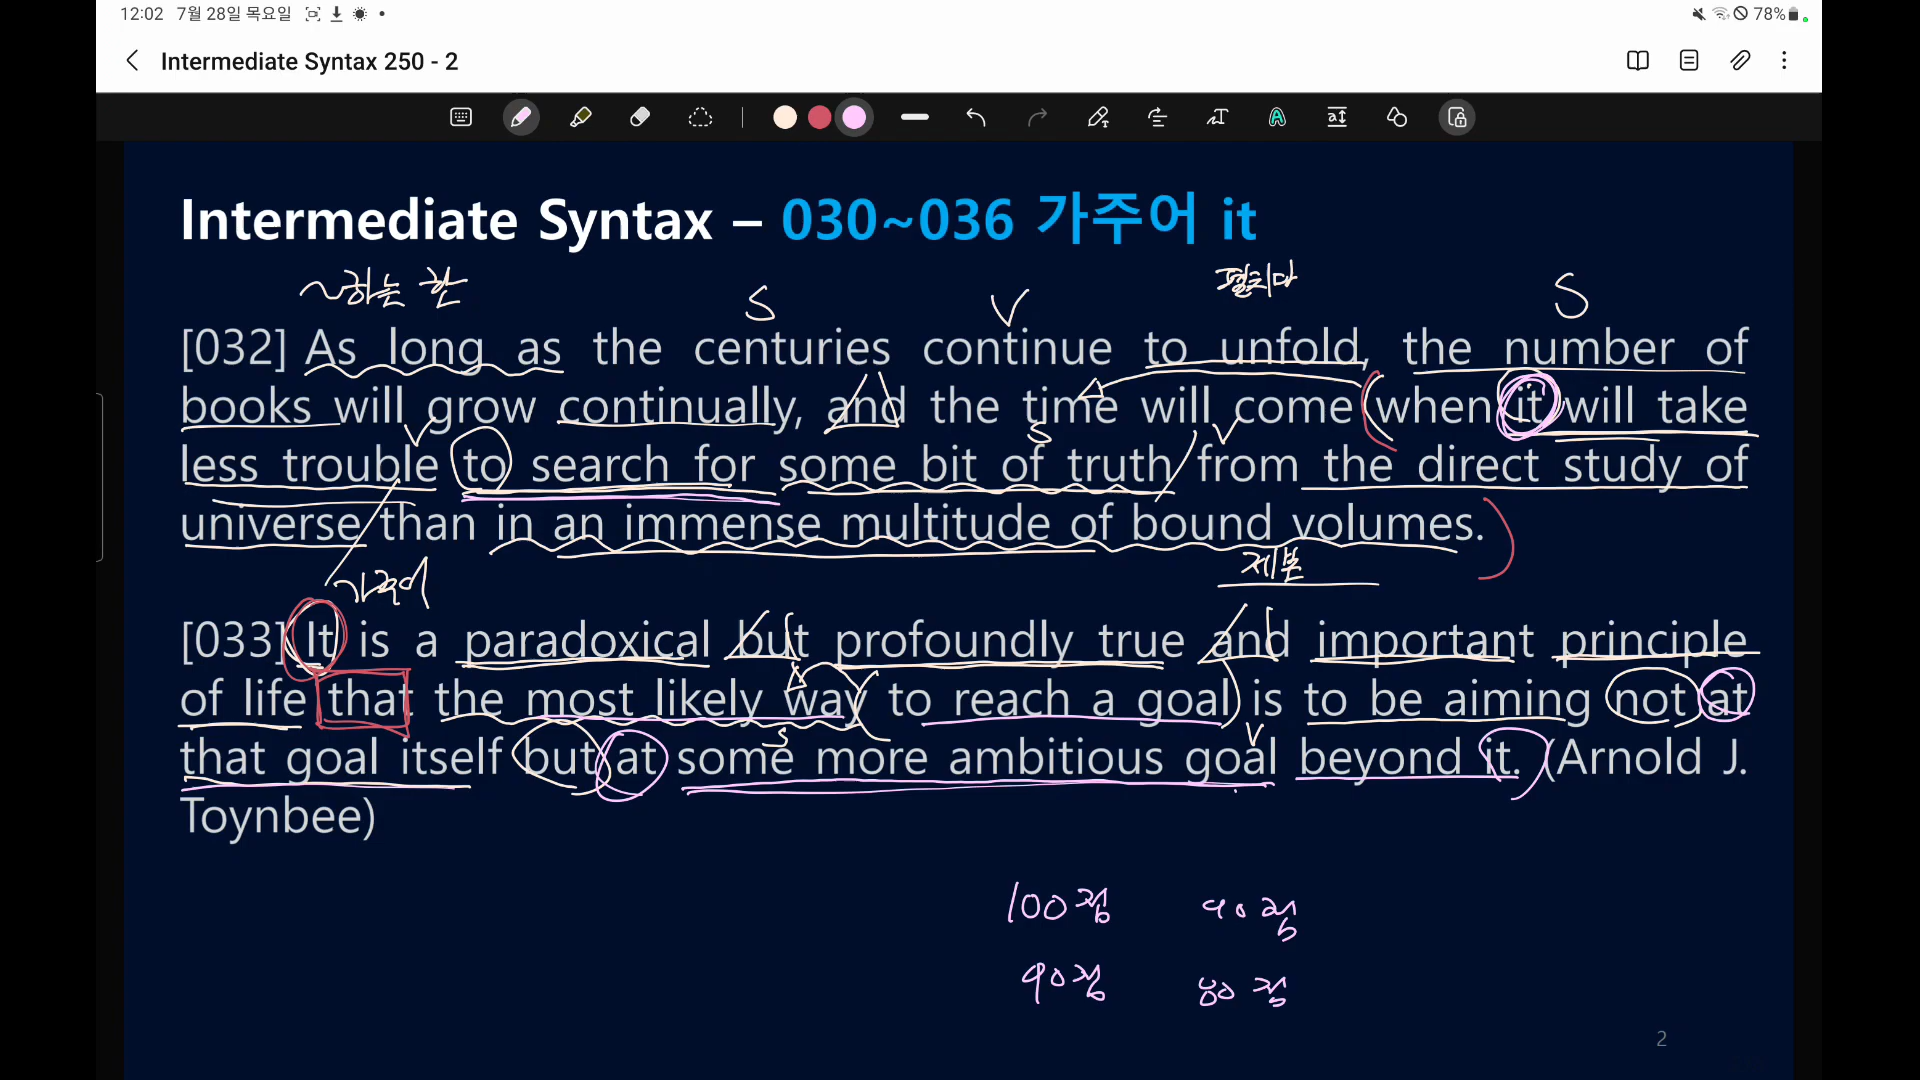 12:02 7월 28일 목요일
78%
Intermediate Syntax 250 - 2
Intermediate Syntax – 030~036 가주어 it
~하는 한
S
V
펼치다
S
[032] As long as the centuries continue to unfold, the number of
books will grow continually, and the time will come when it will take
V
S
V
less trouble to search for some bit of truth from the direct study of
universe than in an immense multitude of bound volumes.
가주어
제본
[033] It is a paradoxical but profoundly true and important principle
of life that the most likely way to reach a goal is to be aiming not at
S
V
that goal itself but at some more ambitious goal beyond it. (Arnold J.
Toynbee)
100점 90점
90점 80점
2